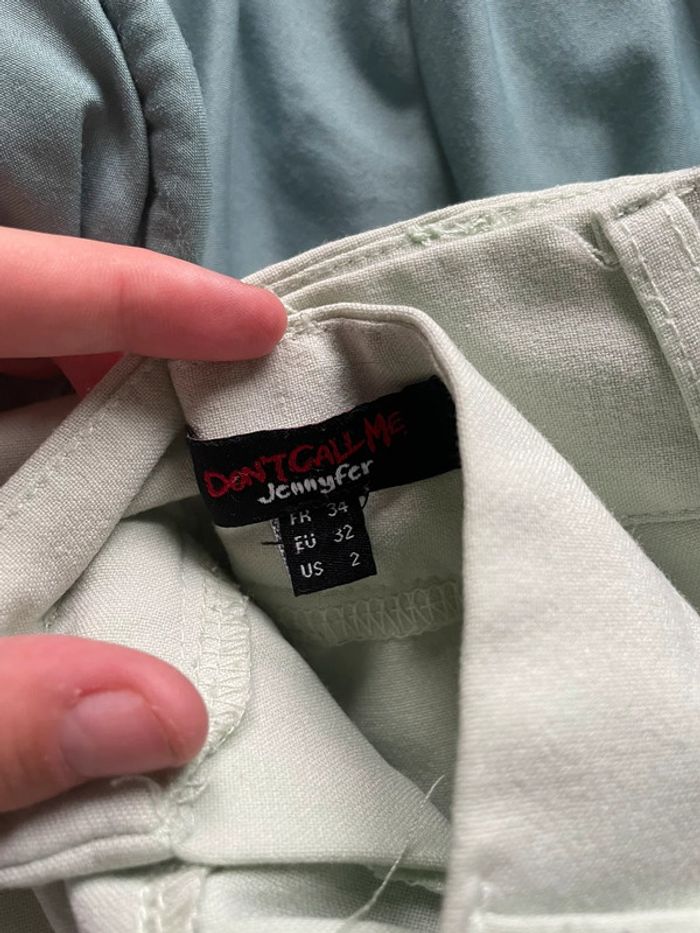 DON'T CALL ME
Jennyfer
FR 34
EU 32
US 2